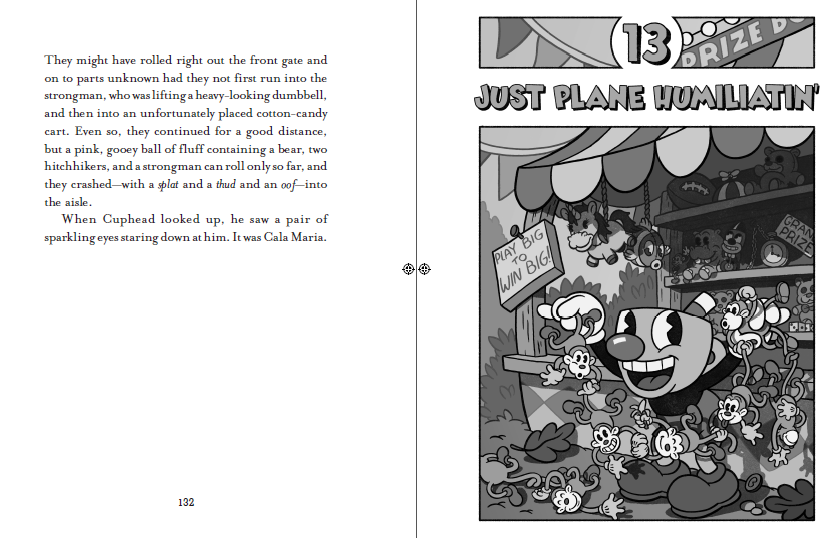 They might have rolled right out the front gate and
on to parts unknown had they not first run into the
strongman, who was lifting a heavy-looking dumbbell,
and then into an unfortunately placed cotton-candy
cart. Even so, they continued for a good distance,
but a pink, gooey ball of fluff containing a bear, two
hitchhikers, and a strongman can roll only so far, and
they crashed—with a splat and a thud and an oof—into
the aisle.
When Cuphead looked up, he saw a pair of
sparkling eyes staring down at him. It was Cala Maria.
132
13
PRIZE
JUST PLANE HUMILIATIN'
PLAY BIG
TO
WIN BIG!
GRAND
PRIZE